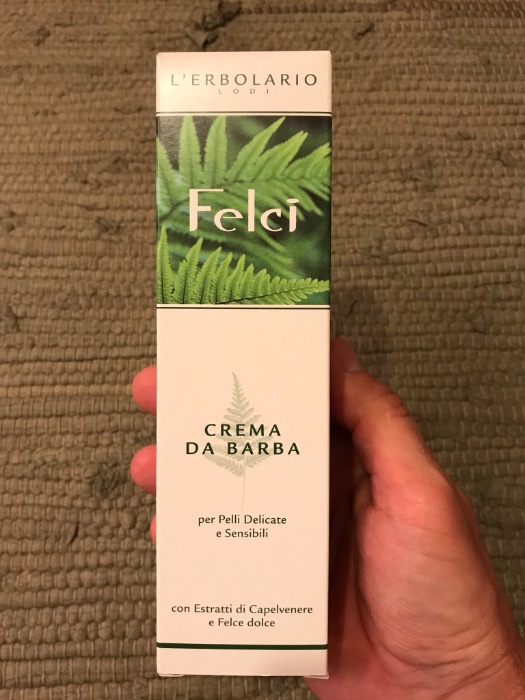 L'ERBOLARIO
LODI
Felci
CREMA
DA BARBA
per Pelli Delicate
e Sensibili
con Estratti di Capelvenere
e Felce dolce